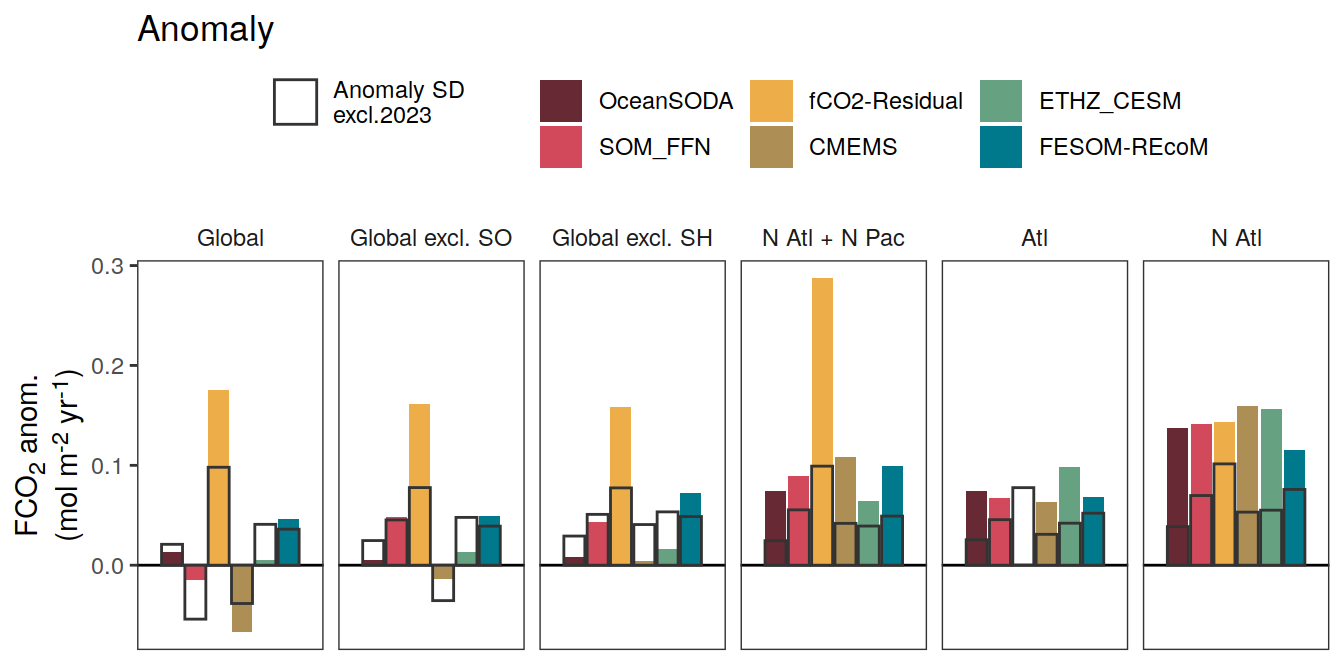 Anomaly
Anomaly SD
excl.2023
OceanSODA
SOM_FFN
fCO2-Residual
CMEMS
ETHZ_CESM
FESOM-REcoM
Global
Global excl. SO
Global excl. SH
N Atl + N Pac
Atl
N Atl
0.3
0.2
0.1
0.0
FCO₂ anom.
(mol m⁻² yr⁻¹)